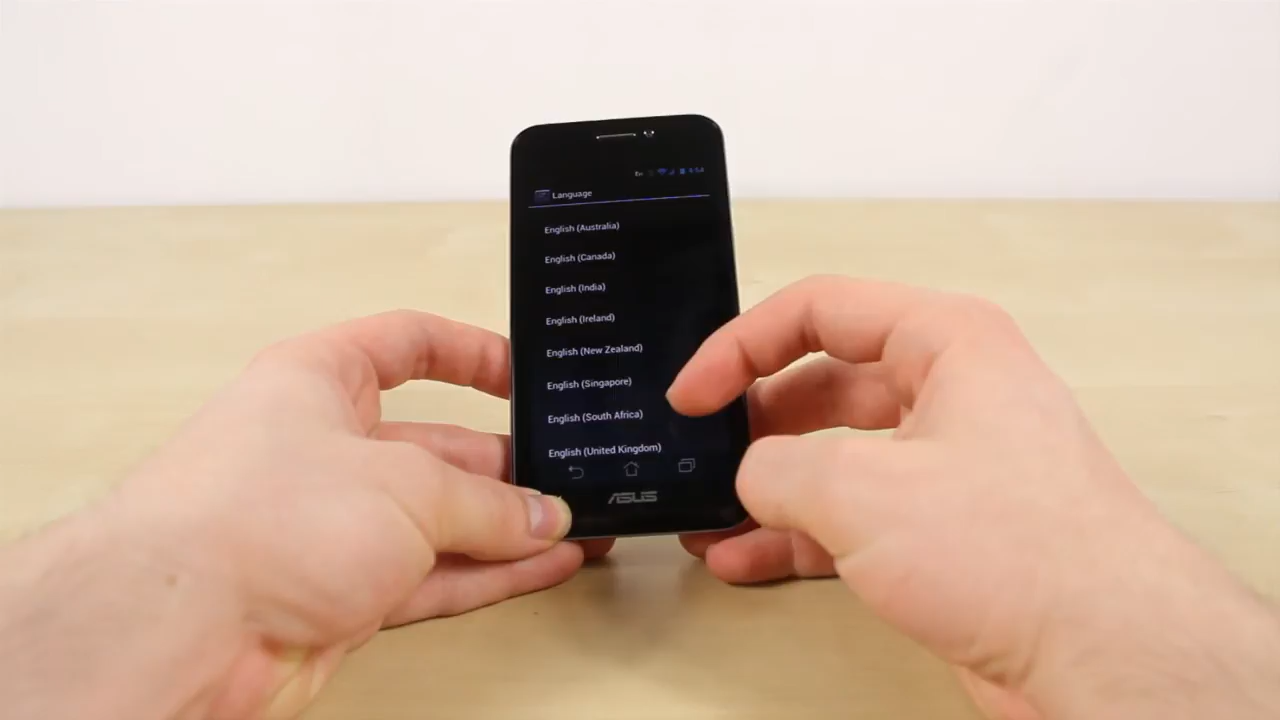 Language
English (Australia)
English (Canada)
English (India)
English (Ireland)
English (New Zealand)
English (Singapore)
English (South Africa)
English (United Kingdom)
ASUS